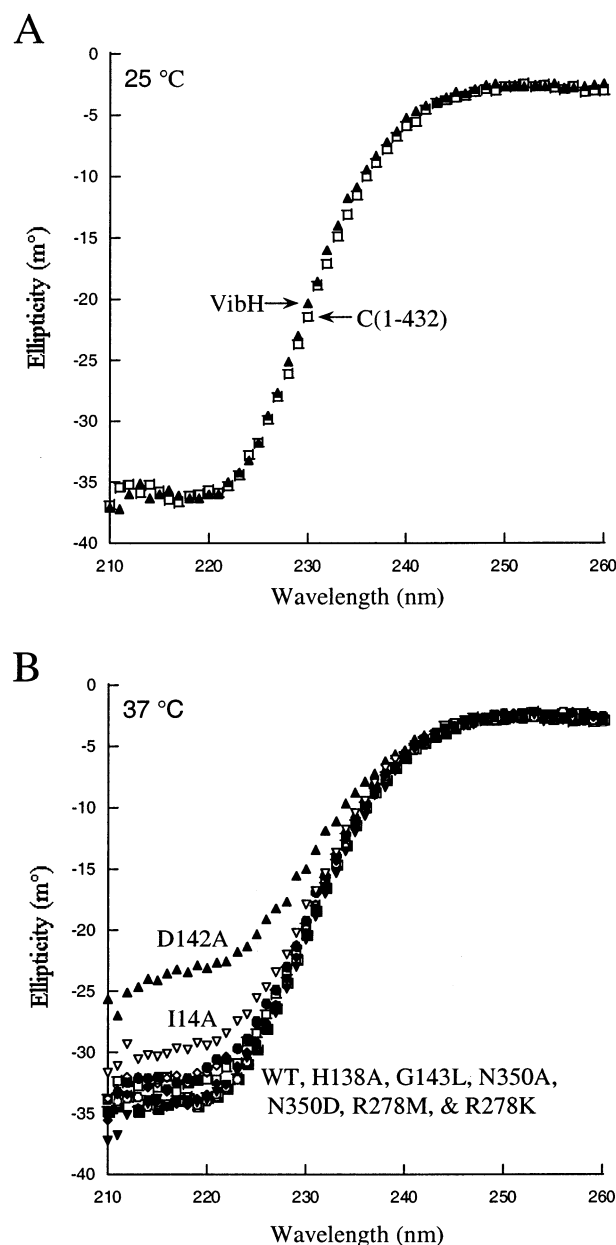 A
25 °C
0
-5
-10
-15
-20
-25
-30
-35
-40
Ellipticity (m°)
VibH
C(1-432)
210
220
230
240
250
260
Wavelength (nm)
B
37 °C
0
-5
-10
-15
-20
-25
-30
-35
-40
Ellipticity (m°)
D142A
I14A
WT, H138A, G143L, N350A,
N350D, R278M, & R278K
210
220
230
240
250
260
Wavelength (nm)